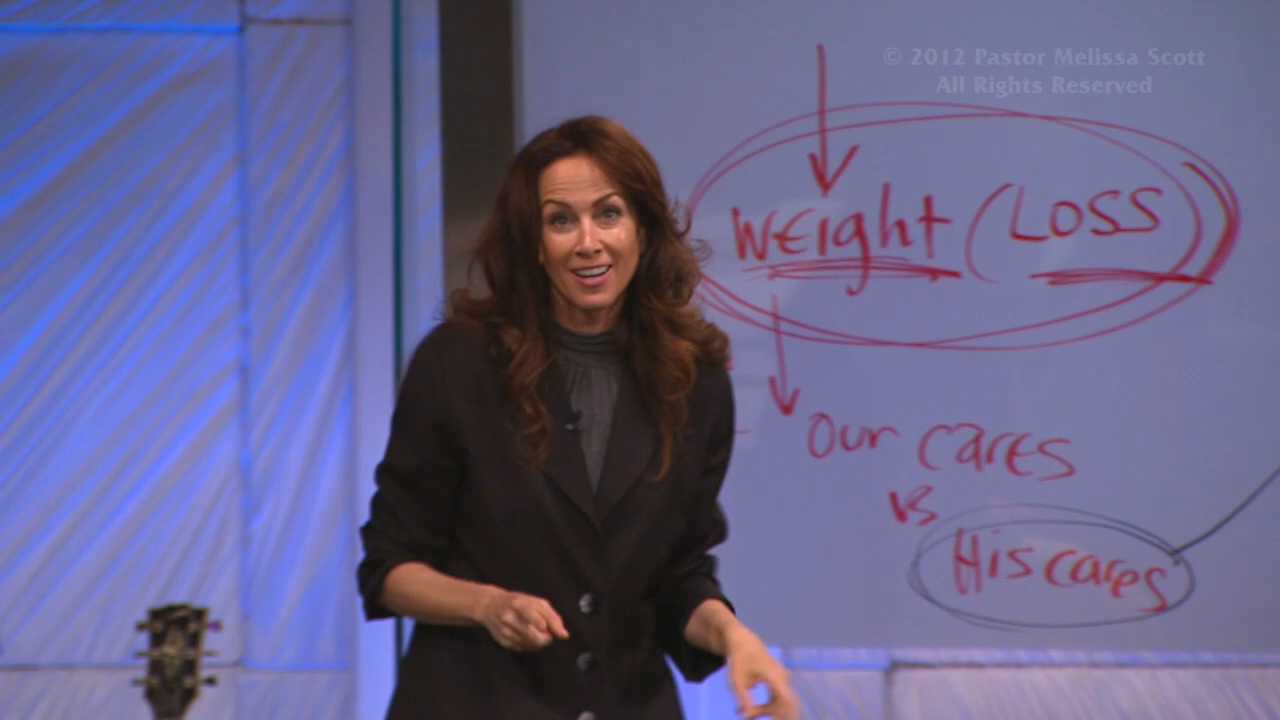 © 2012 Pastor Melissa Scott
All Rights Reserved
Weight (Loss)
Our cares
vs
His cares